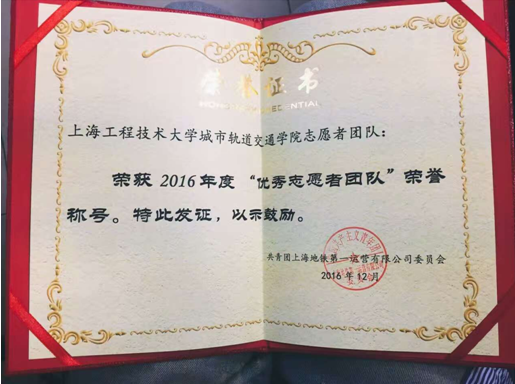 荣誉证书
上海工程技术大学城市轨道交通学院志愿者团队：
荣获 2016 年度 “优秀志愿者团队” 荣誉
称号。特此发证，以示鼓励。
共青团上海地铁第一运营有限公司委员会
2016 年 12 月